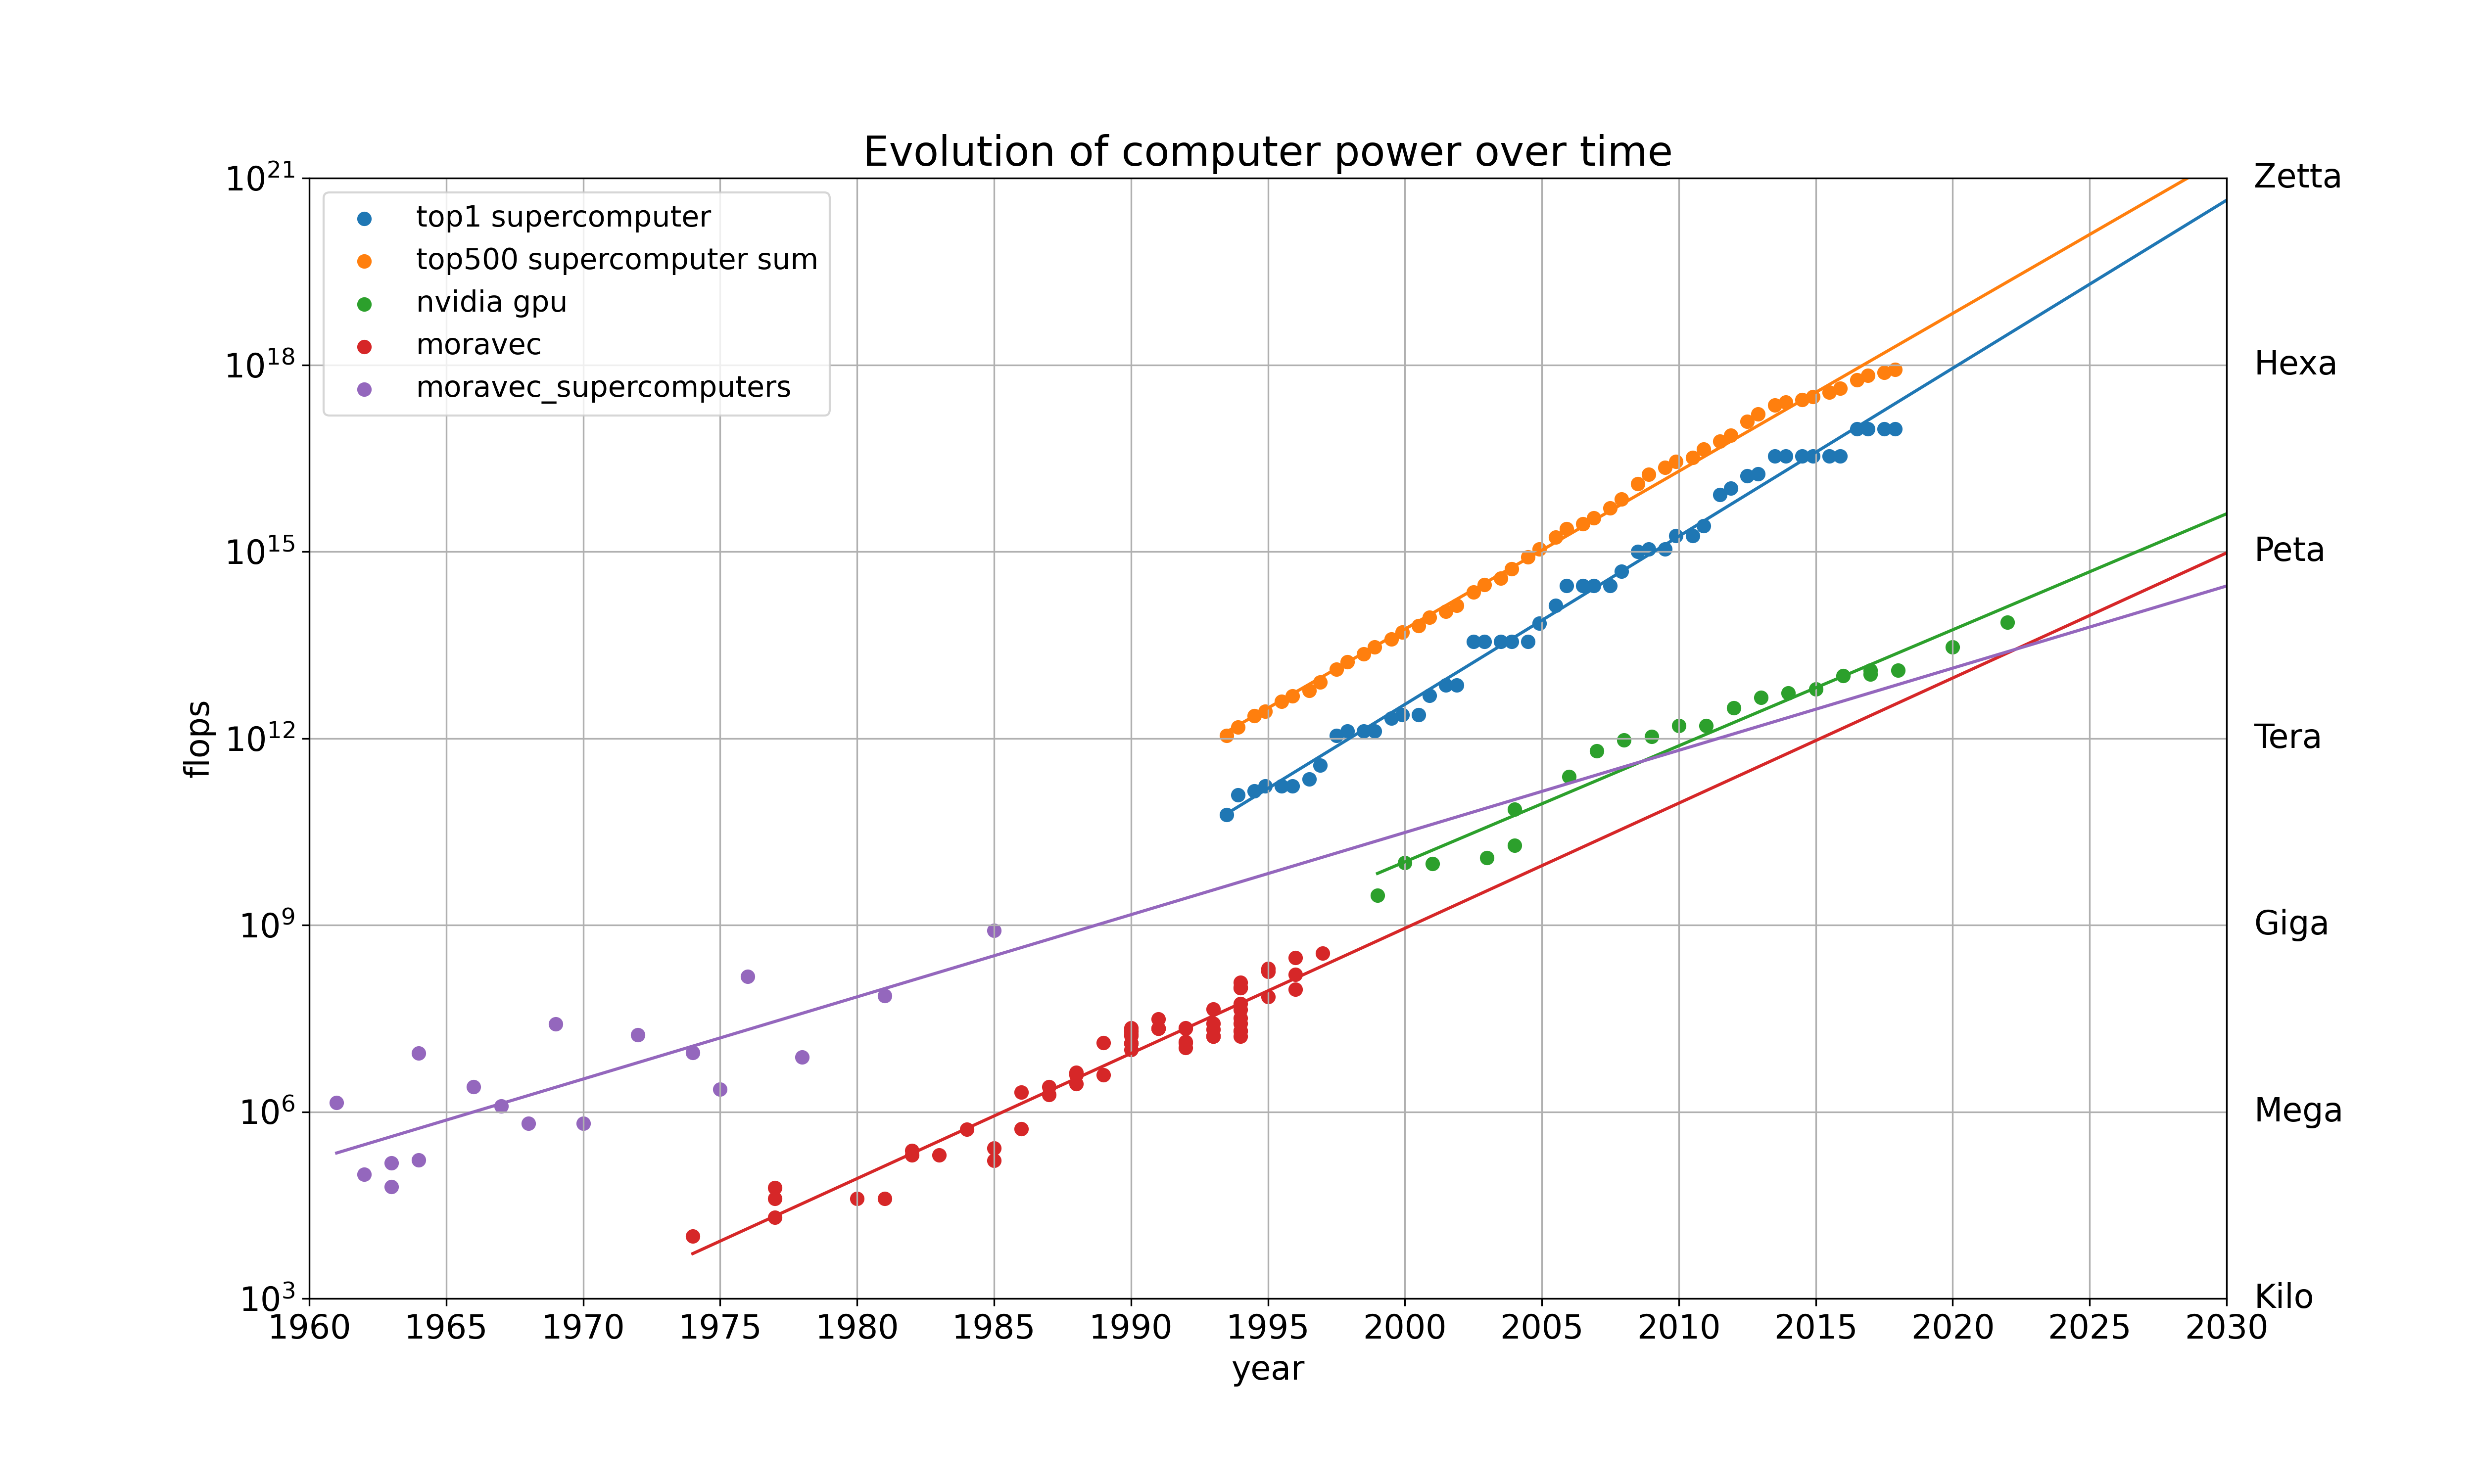 Evolution of computer power over time
10²¹
10¹⁸
10¹⁵
10¹²
10⁹
10⁶
10³
flops
top1 supercomputer
top500 supercomputer sum
nvidia gpu
moravec
moravec_supercomputers
Zetta
Hexa
Peta
Tera
Giga
Mega
Kilo
1960 1965 1970 1975 1980 1985 1990 1995 2000 2005 2010 2015 2020 2025 2030
year